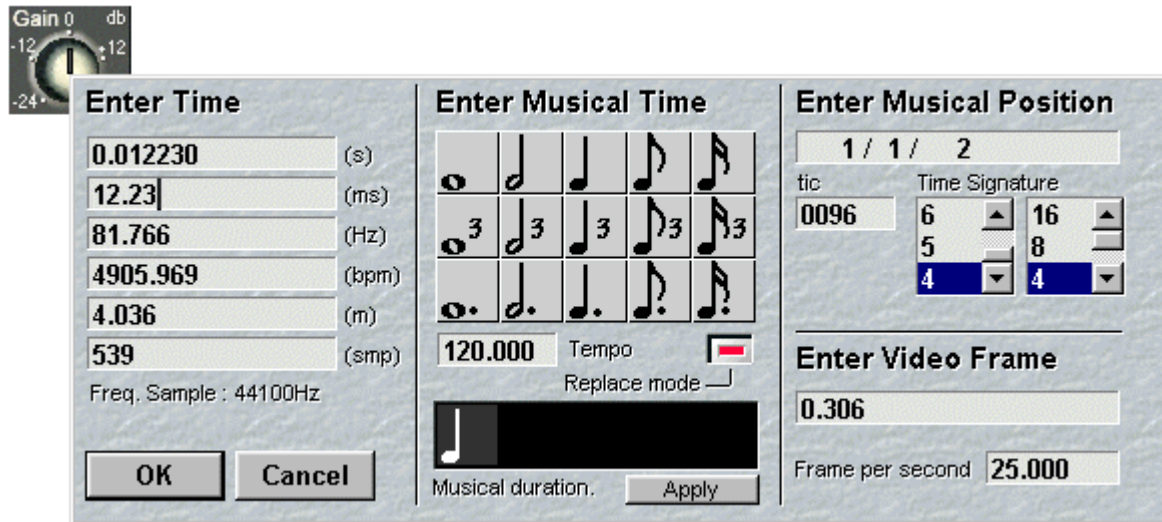 Gain 0 db
-12 +12
-24
Enter Time
0.012230 (s)
12.23 (ms)
81.766 (Hz)
4905.969 (bpm)
4.036 (m)
539 (smp)
Freq. Sample : 44100Hz
OK Cancel
Enter Musical Time
3 3 3 3 3
120.000 Tempo
Replace mode
Musical duration. Apply
Enter Musical Position
1 / 1 / 2
tic Time Signature
0096 6 16
5 8
4 4
Enter Video Frame
0.306
Frame per second 25.000